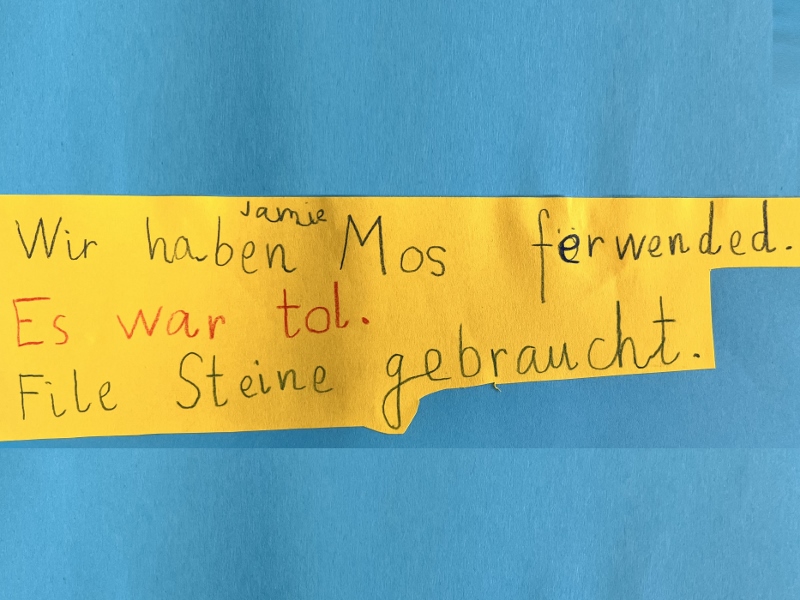 Jamie
Wir haben Mos ferwended.
Es war tol.
File Steine gebraucht.